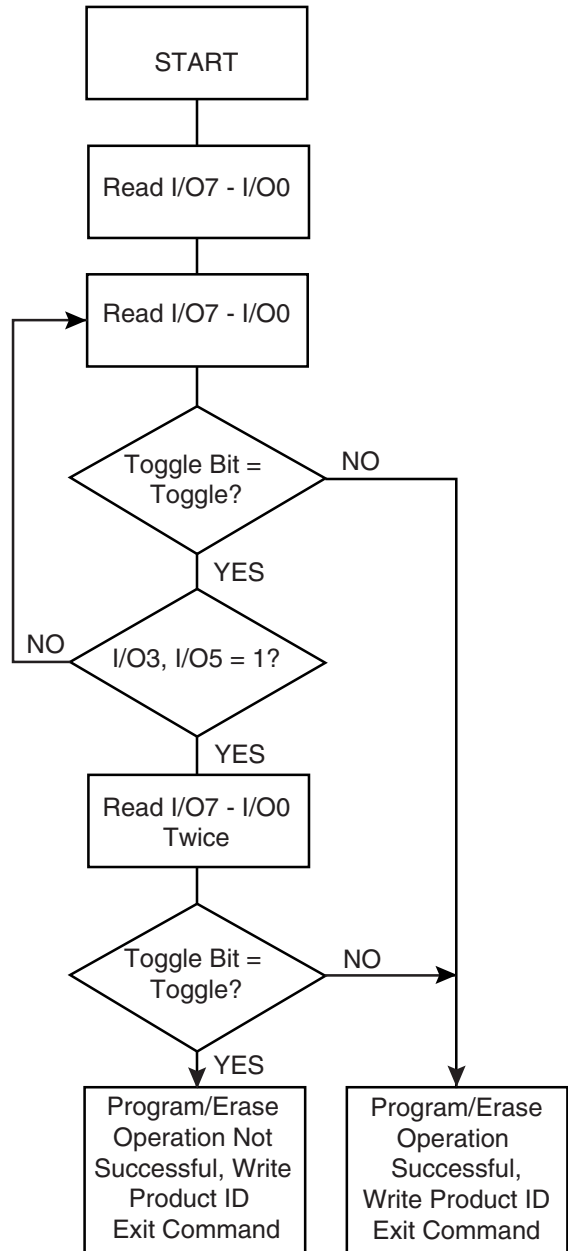 START
Read I/O7 - I/O0
Read I/O7 - I/O0
Toggle Bit =
Toggle?
NO
YES
NO
I/O3, I/O5 = 1?
YES
Read I/O7 - I/O0
Twice
Toggle Bit =
Toggle?
NO
YES
Program/Erase
Operation Not
Successful, Write
Product ID
Exit Command
Program/Erase
Operation
Successful,
Write Product ID
Exit Command